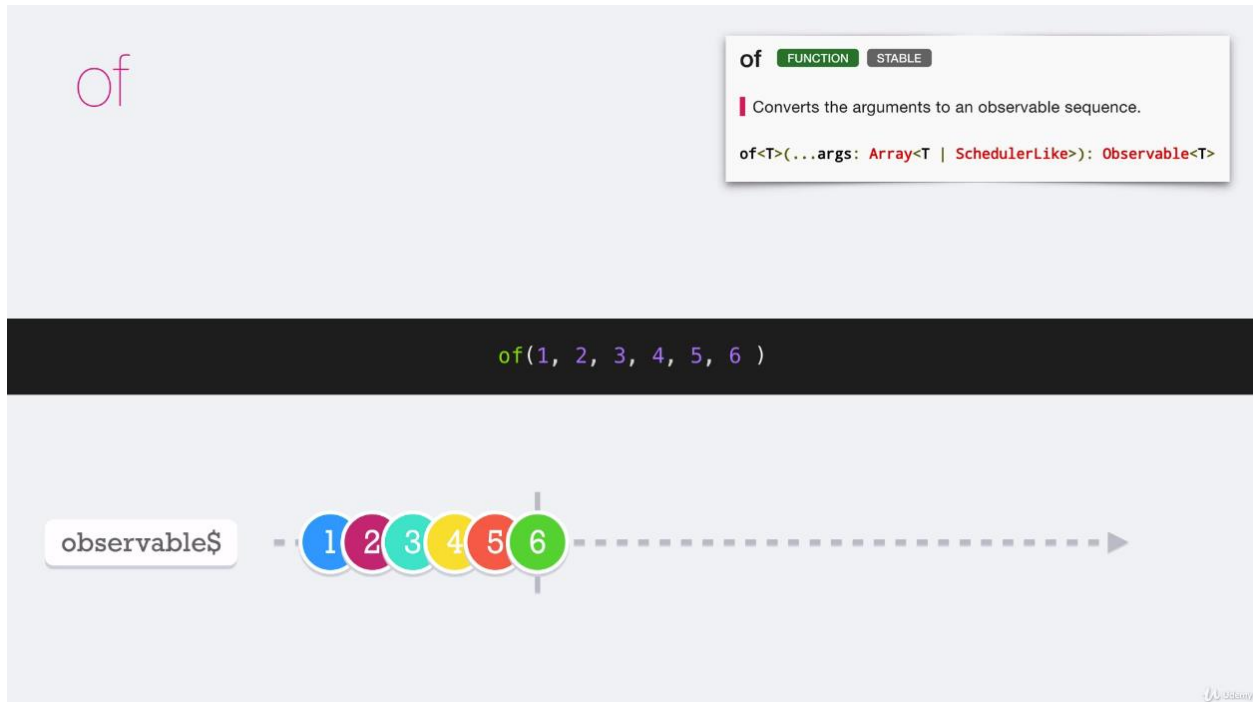 of
of FUNCTION STABLE
Converts the arguments to an observable sequence.
of<T>(...args: Array<T | SchedulerLike>): Observable<T>
of(1, 2, 3, 4, 5, 6 )
observable$ 1 2 3 4 5 6
Udemy